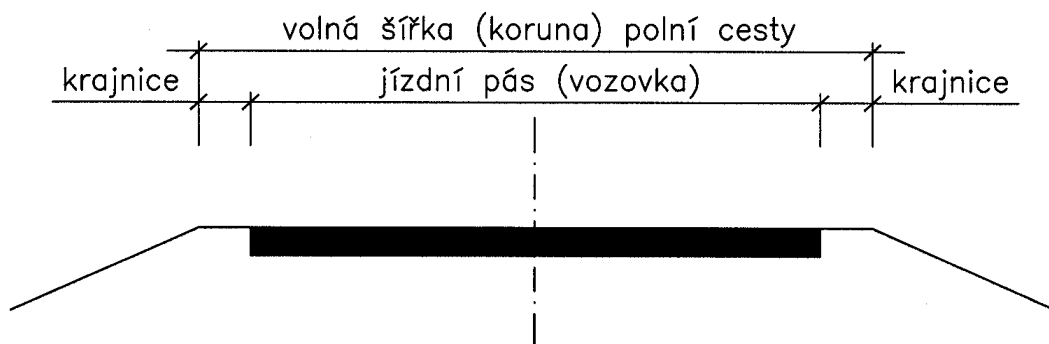 volná šířka (koruna) polní cesty
krajnice jízdní pás (vozovka) krajnice